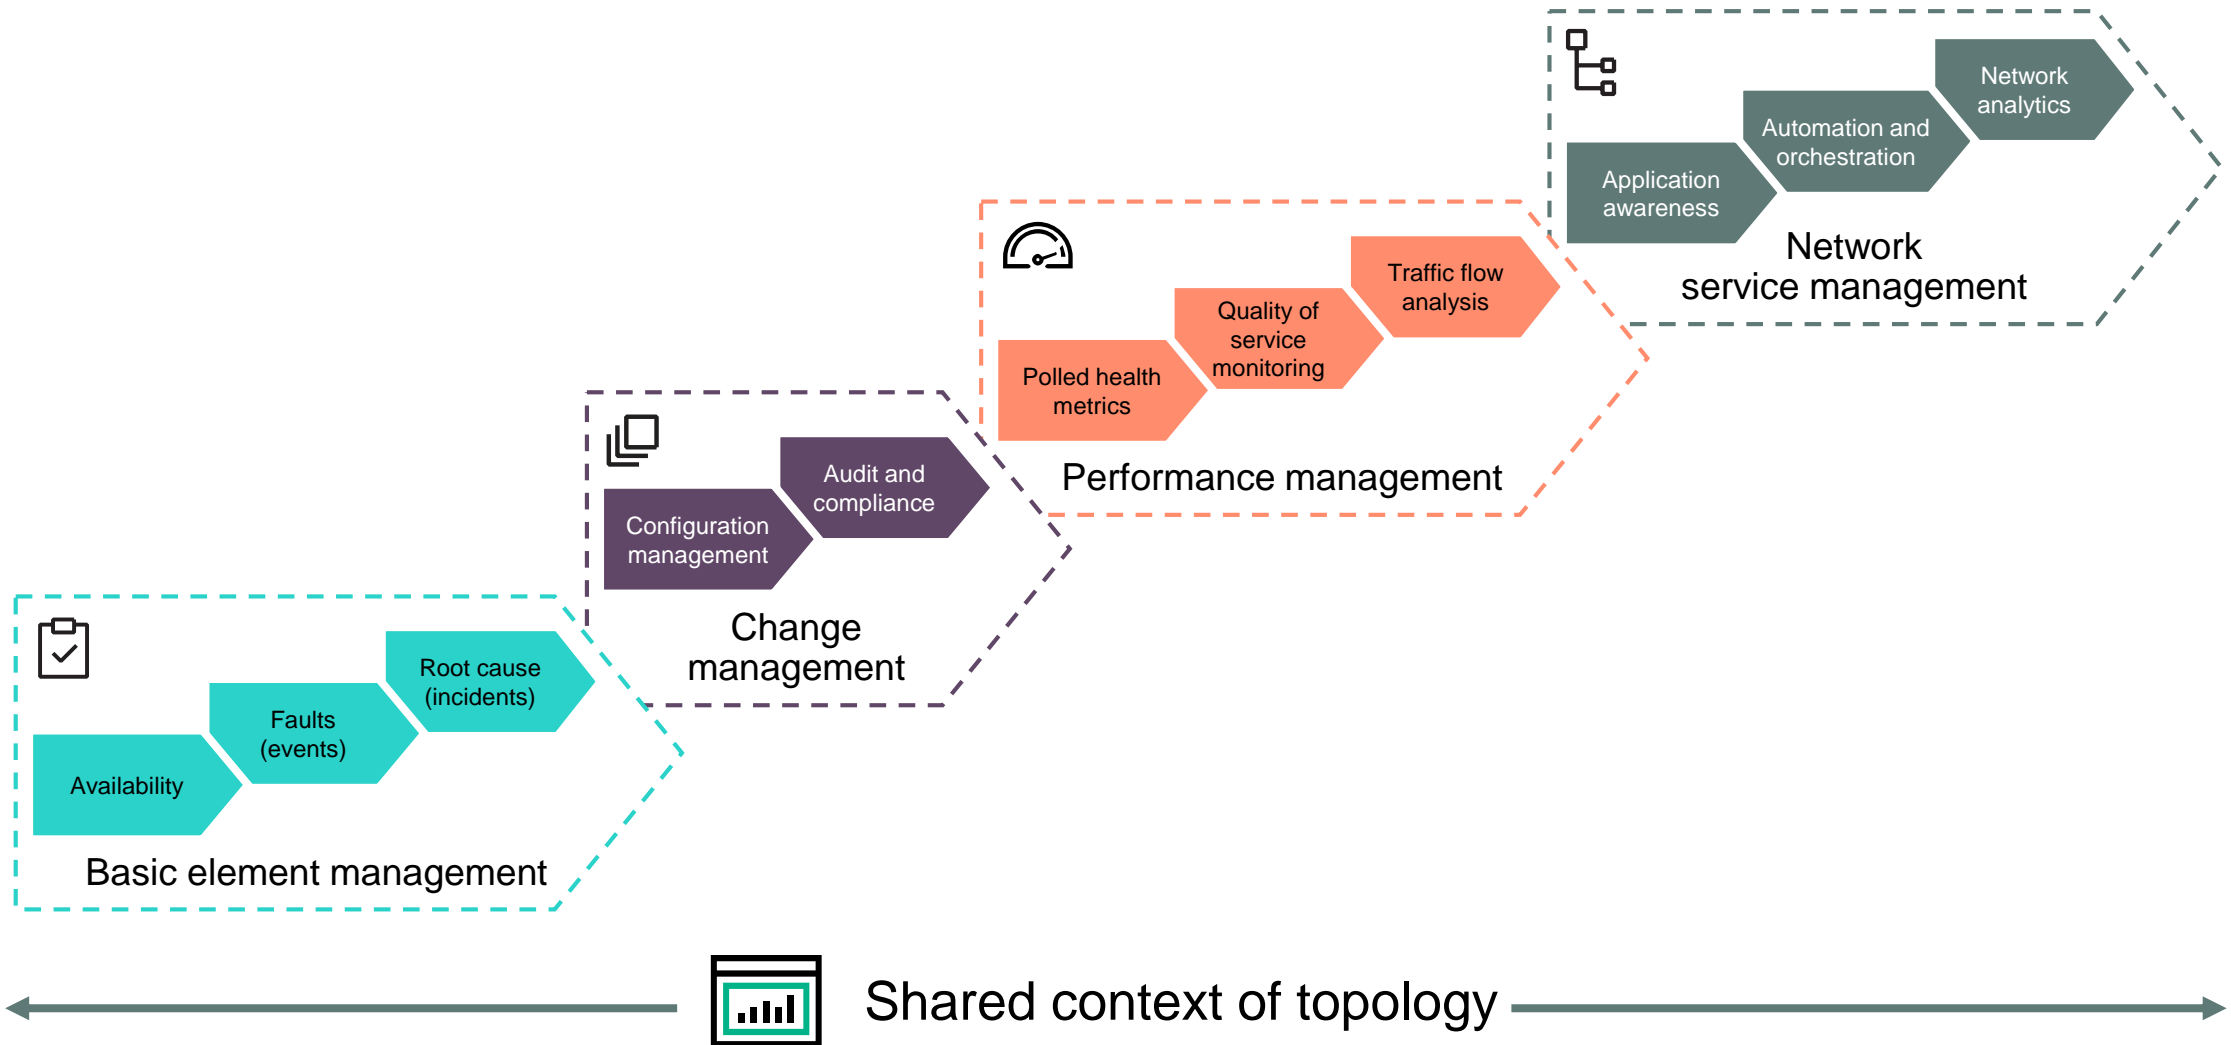 Availability
Faults
(events)
Root cause
(incidents)
Basic element management
Configuration
management
Audit and
compliance
Change
management
Polled health
metrics
Quality of
service
monitoring
Traffic flow
analysis
Performance management
Application
awareness
Automation and
orchestration
Network
analytics
Network
service management
Shared context of topology